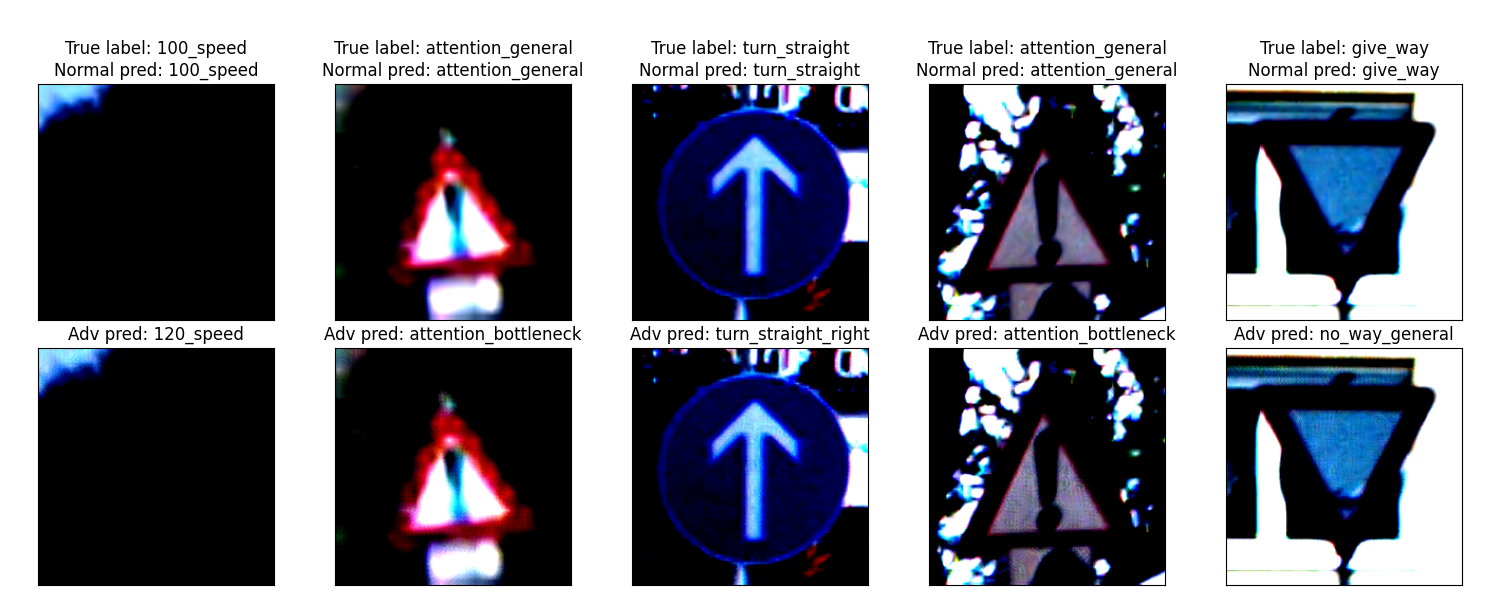 True label: 100_speed
Normal pred: 100_speed
True label: attention_general
Normal pred: attention_general
True label: turn_straight
Normal pred: turn_straight
True label: attention_general
Normal pred: attention_general
True label: give_way
Normal pred: give_way
Adv pred: 120_speed
Adv pred: attention_bottleneck
Adv pred: turn_straight_right
Adv pred: attention_bottleneck
Adv pred: no_way_general